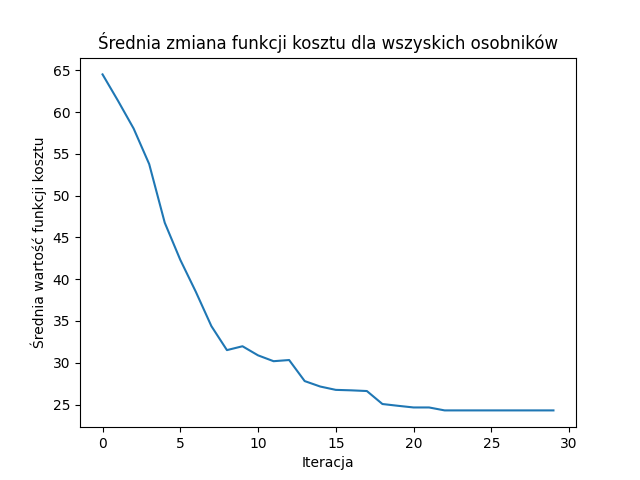 Średnia zmiana funkcji kosztu dla wszyskich osobników
65
60
55
50
45
40
35
30
25
Średnia wartość funkcji kosztu
0 5 10 15 20 25 30
Iteracja